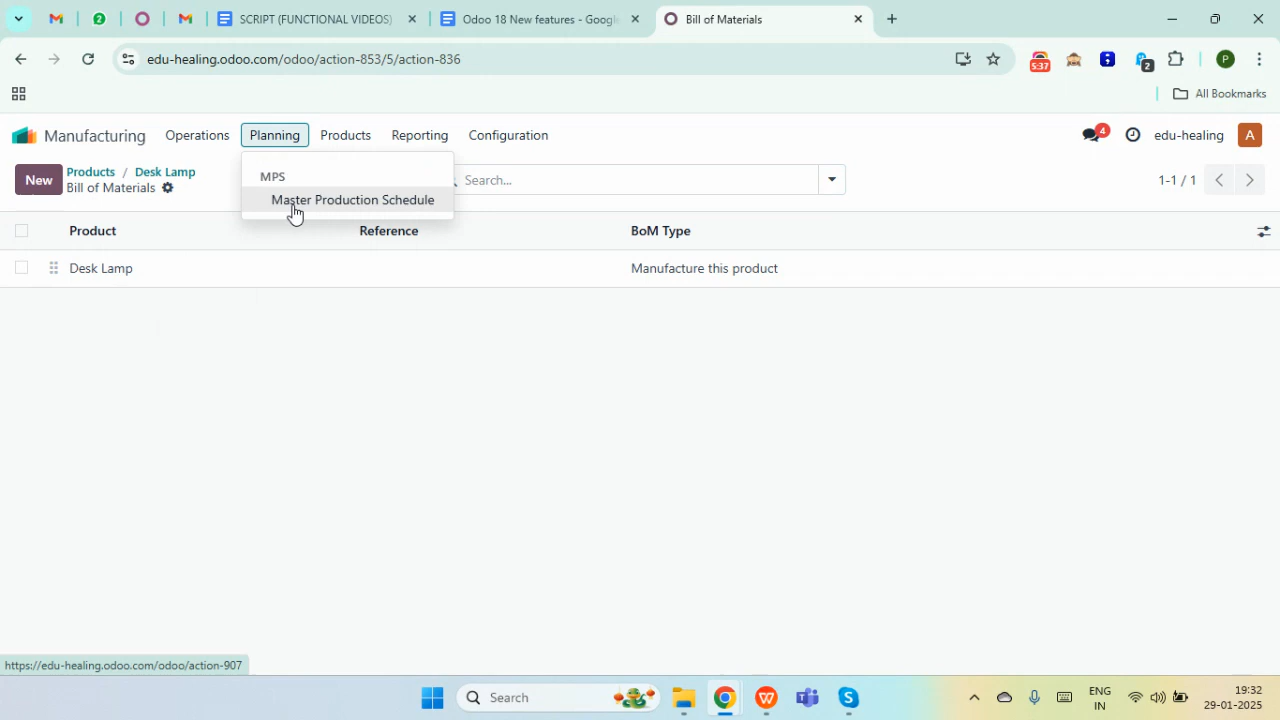 2
SCRIPT (FUNCTIONAL VIDEOS)
Odoo 18 New features - Google
Bill of Materials
edu-healing.odoo.com/odoo/action-853/5/action-836
5:37
2
P
All Bookmarks
Manufacturing
Operations
Planning
Products
Reporting
Configuration
4
edu-healing
A
New
Products / Desk Lamp
Bill of Materials
MPS
Master Production Schedule
Search...
1-1 / 1
Product
Reference
BoM Type
Desk Lamp
Manufacture this product
https://edu-healing.odoo.com/odoo/action-907
Search
ENG
IN
19:32
29-01-2025